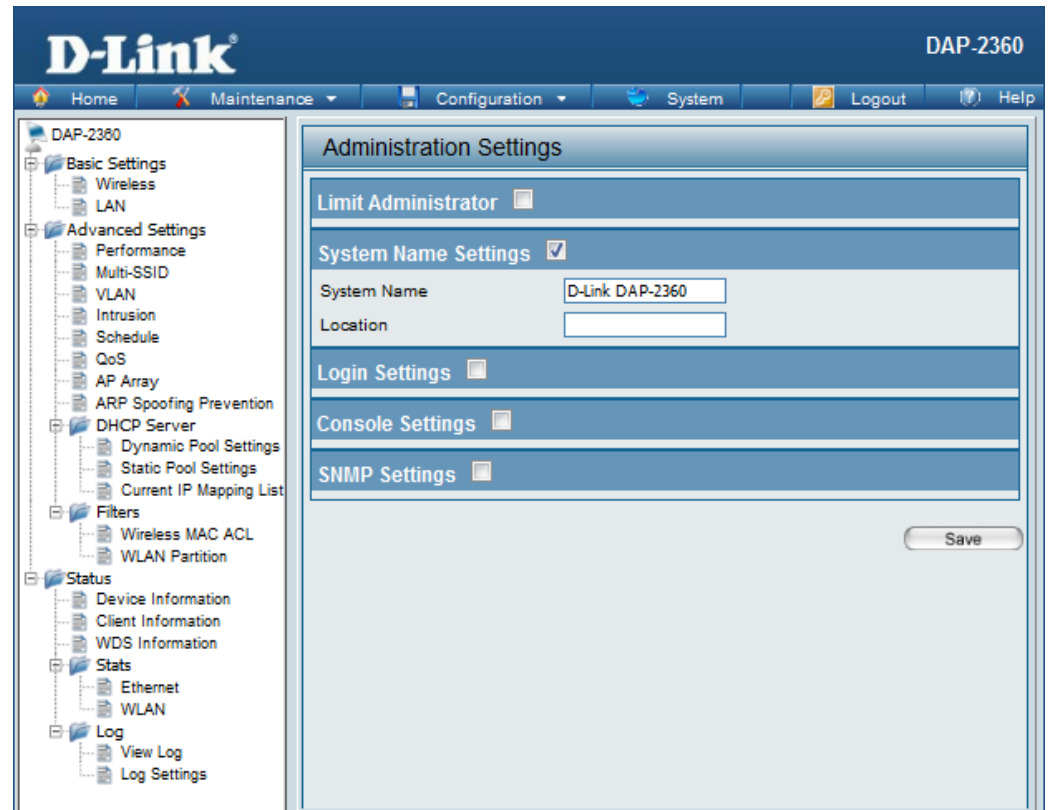 D-Link
DAP-2360
Home Maintenance Configuration System Logout Help
DAP-2360
Basic Settings
Wireless
LAN
Advanced Settings
Performance
Multi-SSID
VLAN
Intrusion
Schedule
QoS
AP Array
ARP Spoofing Prevention
DHCP Server
Dynamic Pool Settings
Static Pool Settings
Current IP Mapping List
Filters
Wireless MAC ACL
WLAN Partition
Status
Device Information
Client Information
WDS Information
Stats
Ethernet
WLAN
Log
View Log
Log Settings
Administration Settings
Limit Administrator
System Name Settings
System Name D-Link DAP-2360
Location
Login Settings
Console Settings
SNMP Settings
Save